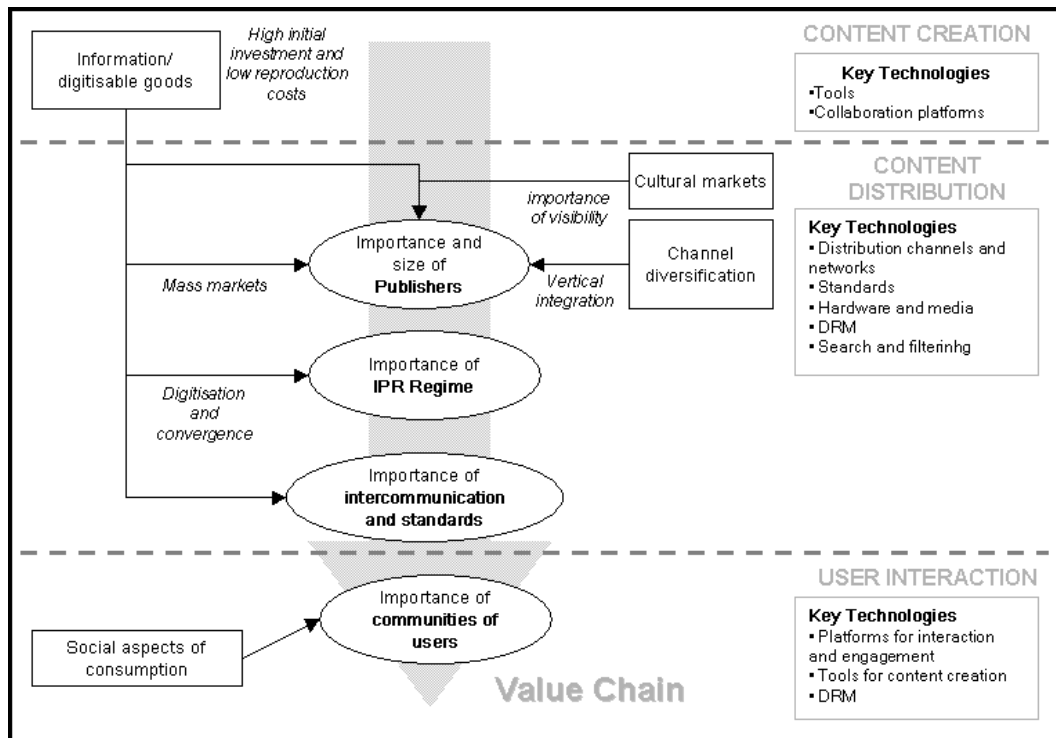 Information/
digitisable goods
High initial
investment and
low reproduction
costs
CONTENT CREATION
Key Technologies
•Tools
•Collaboration platforms
CONTENT
DISTRIBUTION
Cultural markets
importance
of visibility
Importance and
size of
Publishers
Channel
diversification
Mass markets
Vertical
integration
Key Technologies
▪ Distribution channels and
networks
▪ Standards
▪ Hardware and media
▪ DRM
▪ Search and filterinhg
Importance of
IPR Regime
Digitisation
and
convergence
Importance of
intercommunication
and standards
USER INTERACTION
Importance of
communities of
users
Social aspects of
consumption
Key Technologies
▪ Platforms for interaction
and engagement
▪ Tools for content creation
▪ DRM
Value Chain